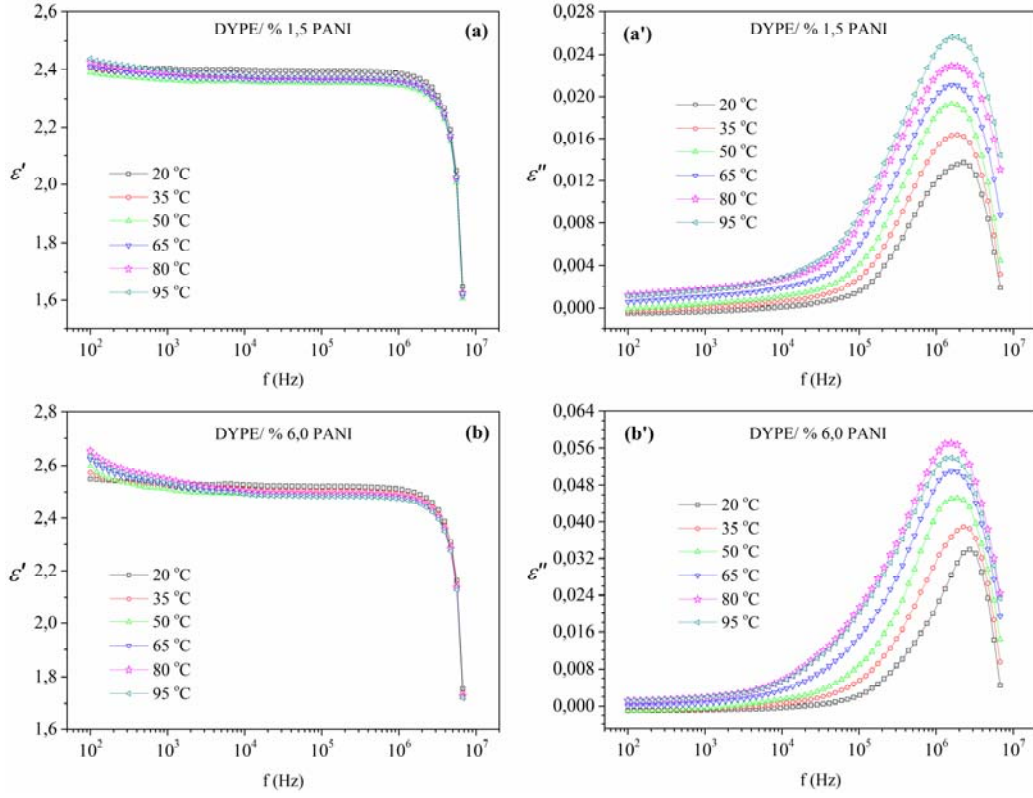 DYPE/ % 1,5 PANI
(a)
2,6
2,4
2,2
2,0
1,8
1,6
ε'
20 °C
35 °C
50 °C
65 °C
80 °C
95 °C
10² 10³ 10⁴ 10⁵ 10⁶ 10⁷
f (Hz)
(a')
DYPE/ % 1,5 PANI
0,028
0,024
0,020
0,016
0,012
0,008
0,004
0,000
ε''
20 °C
35 °C
50 °C
65 °C
80 °C
95 °C
10² 10³ 10⁴ 10⁵ 10⁶ 10⁷
f (Hz)
DYPE/ % 6,0 PANI
(b)
2,8
2,6
2,4
2,2
2,0
1,8
1,6
ε'
20 °C
35 °C
50 °C
65 °C
80 °C
95 °C
10² 10³ 10⁴ 10⁵ 10⁶ 10⁷
f (Hz)
(b')
DYPE/ % 6,0 PANI
0,064
0,056
0,048
0,040
0,032
0,024
0,016
0,008
0,000
ε''
20 °C
35 °C
50 °C
65 °C
80 °C
95 °C
10² 10³ 10⁴ 10⁵ 10⁶ 10⁷
f (Hz)